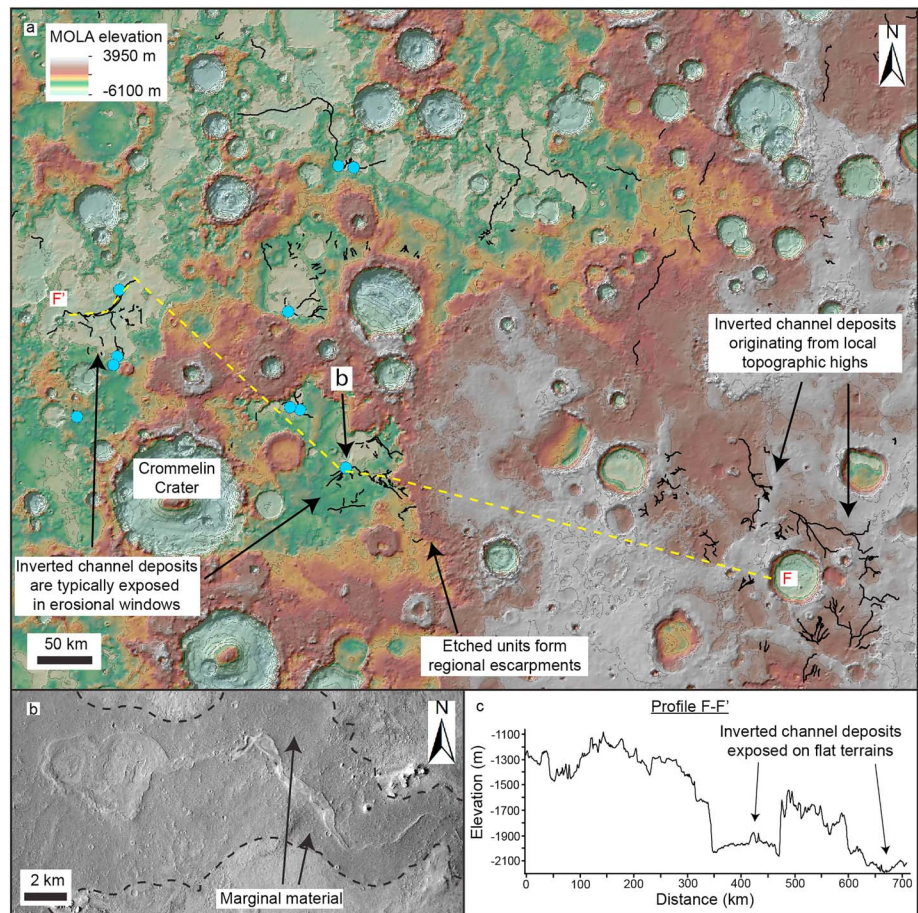 a
MOLA elevation
3950 m
-6100 m
N
F'
b
Inverted channel deposits
originating from local
topographic highs
Crommelin
Crater
F
Inverted channel deposits
are typically exposed
in erosional windows
Etched units form
regional escarpments
50 km
b
N
Marginal material
2 km
c
Profile F-F'
Inverted channel deposits
exposed on flat terrains
Elevation (m)
-1100
-1300
-1500
-1700
-1900
-2100
0 100 200 300 400 500 600 700
Distance (km)